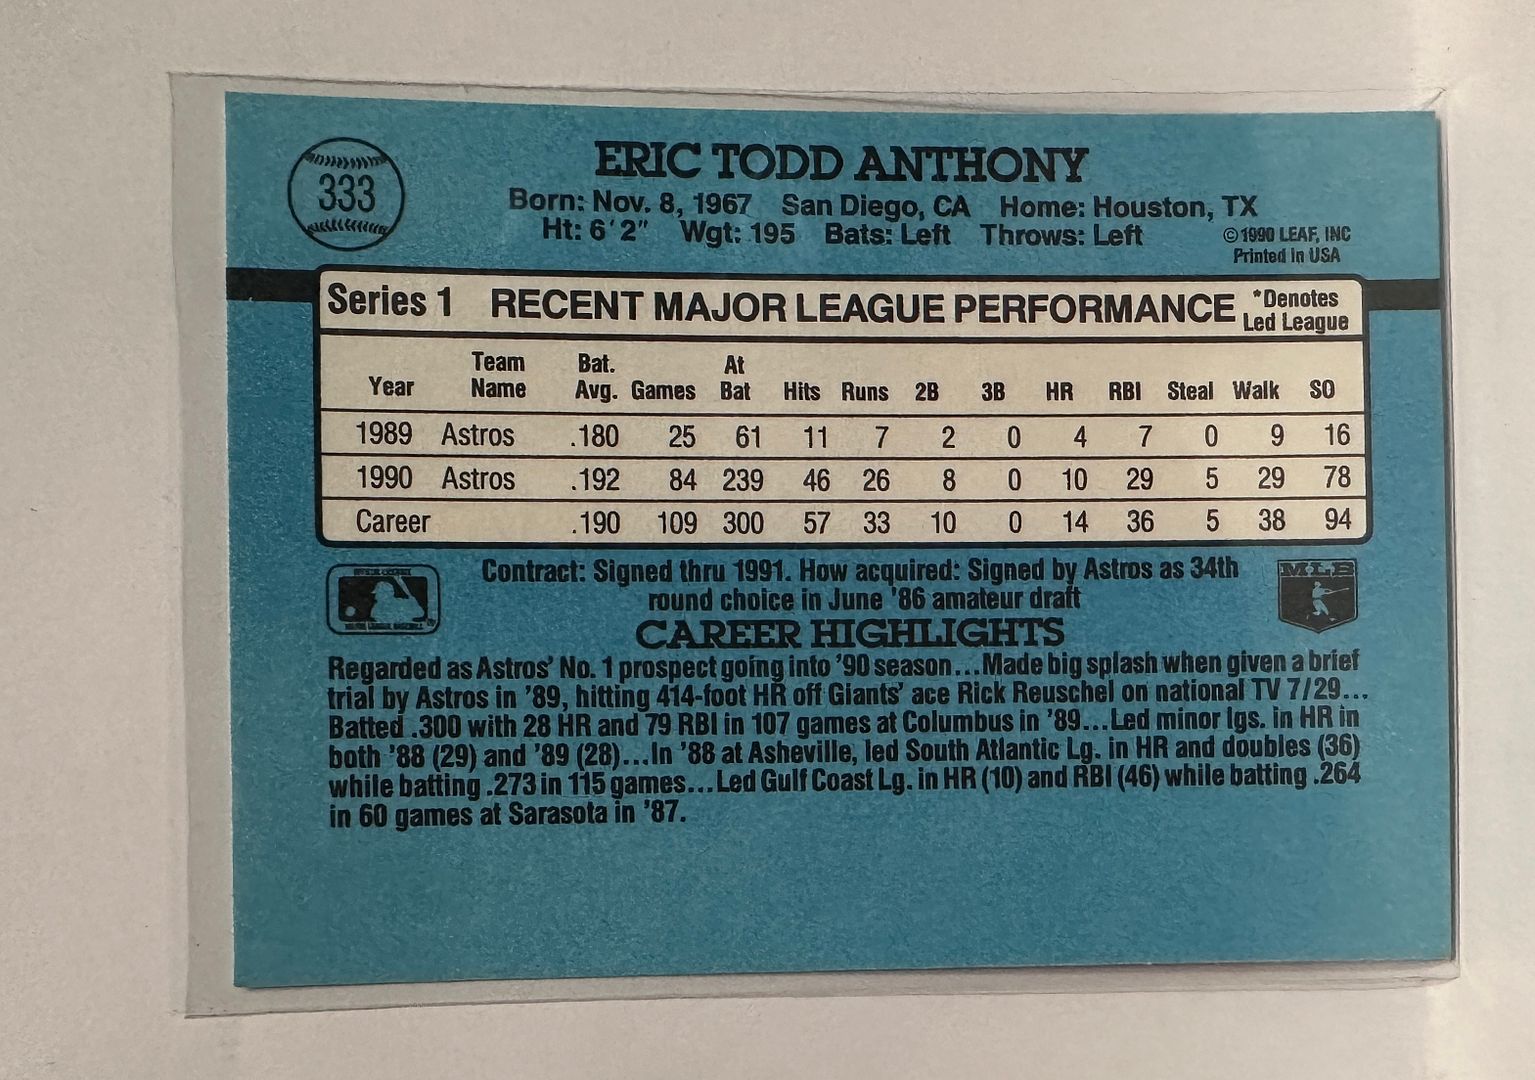 333
ERIC TODD ANTHONY
Born: Nov. 8, 1967 San Diego, CA Home: Houston, TX
Ht: 6'2" Wgt: 195 Bats: Left Throws: Left
© 1990 LEAF, INC
Printed in USA
Series 1 RECENT MAJOR LEAGUE PERFORMANCE *Denotes Led League
Year Team Name Bat. Avg. Games At Bat Hits Runs 2B 3B HR RBI Steal Walk SO
1989 Astros .180 25 61 11 7 2 0 4 7 0 9 16
1990 Astros .192 84 239 46 26 8 0 10 29 5 29 78
Career .190 109 300 57 33 10 0 14 36 5 38 94
Contract: Signed thru 1991. How acquired: Signed by Astros as 34th
round choice in June '86 amateur draft
MLB
CAREER HIGHLIGHTS
Regarded as Astros' No. 1 prospect going into '90 season...Made big splash when given a brief
trial by Astros in '89, hitting 414-foot HR off Giants' ace Rick Reuschel on national TV 7/29...
Batted .300 with 28 HR and 79 RBI in 107 games at Columbus in '89...Led minor lgs. in HR in
both '88 (29) and '89 (28)...In '88 at Asheville, led South Atlantic Lg. in HR and doubles (36)
while batting .273 in 115 games...Led Gulf Coast Lg. in HR (10) and RBI (46) while batting .264
in 60 games at Sarasota in '87.